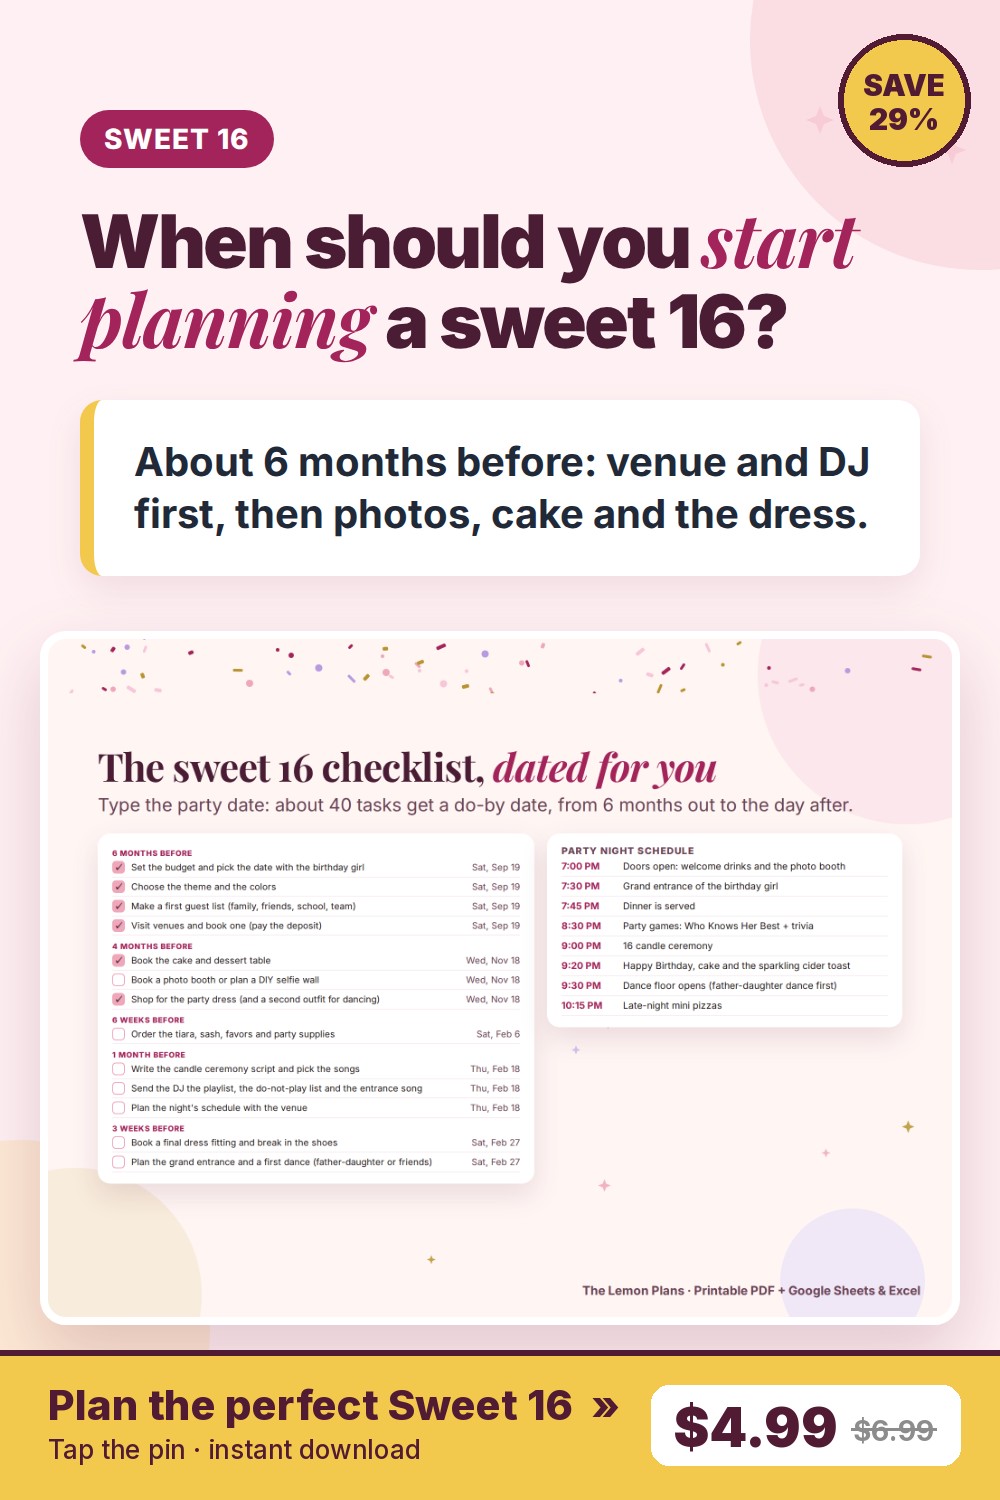 SAVE
29%
SWEET 16
When should you start
planning a sweet 16?
About 6 months before: venue and DJ
first, then photos, cake and the dress.
The sweet 16 checklist, dated for you
Type the party date: about 40 tasks get a do-by date, from 6 months out to the day after.
6 MONTHS BEFORE
Set the budget and pick the date with the birthday girl Sat, Sep 19
Choose the theme and the colors Sat, Sep 19
Make a first guest list (family, friends, school, team) Sat, Sep 19
Visit venues and book one (pay the deposit) Sat, Sep 19
4 MONTHS BEFORE
Book the cake and dessert table Wed, Nov 18
Book a photo booth or plan a DIY selfie wall Wed, Nov 18
Shop for the party dress (and a second outfit for dancing) Wed, Nov 18
6 WEEKS BEFORE
Order the tiara, sash, favors and party supplies Sat, Feb 6
1 MONTH BEFORE
Write the candle ceremony script and pick the songs Thu, Feb 18
Send the DJ the playlist, the do-not-play list and the entrance song Thu, Feb 18
Plan the night's schedule with the venue Thu, Feb 18
3 WEEKS BEFORE
Book a final dress fitting and break in the shoes Sat, Feb 27
Plan the grand entrance and a first dance (father-daughter or friends) Sat, Feb 27
PARTY NIGHT SCHEDULE
7:00 PM Doors open: welcome drinks and the photo booth
7:30 PM Grand entrance of the birthday girl
7:45 PM Dinner is served
8:30 PM Party games: Who Knows Her Best + trivia
9:00 PM 16 candle ceremony
9:20 PM Happy Birthday, cake and the sparkling cider toast
9:30 PM Dance floor opens (father-daughter dance first)
10:15 PM Late-night mini pizzas
The Lemon Plans · Printable PDF + Google Sheets & Excel
Plan the perfect Sweet 16 »
Tap the pin · instant download
$4.99 $6.99